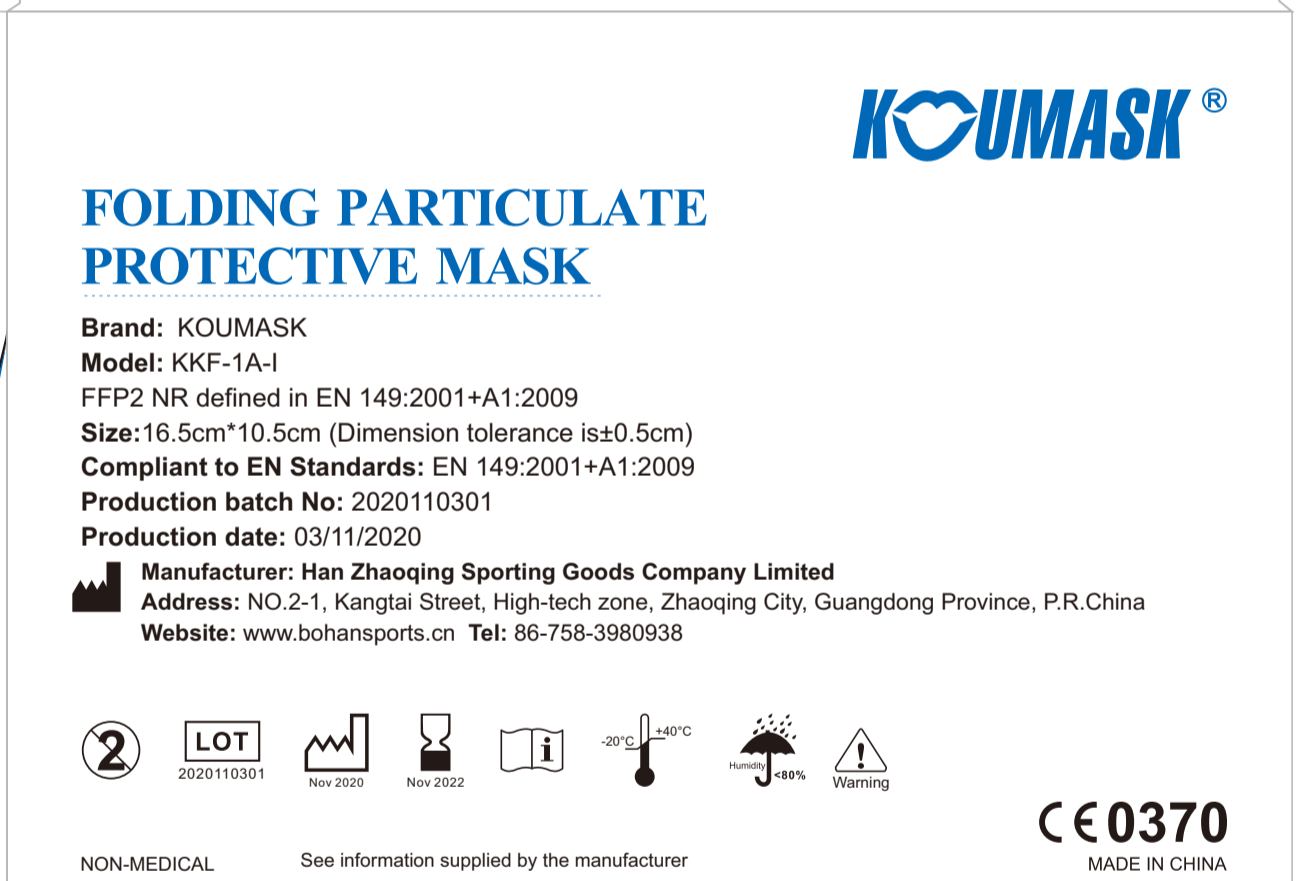 KOUMASK ®
FOLDING PARTICULATE
PROTECTIVE MASK
Brand: KOUMASK
Model: KKF-1A-I
FFP2 NR defined in EN 149:2001+A1:2009
Size:16.5cm*10.5cm (Dimension tolerance is±0.5cm)
Compliant to EN Standards: EN 149:2001+A1:2009
Production batch No: 2020110301
Production date: 03/11/2020
Manufacturer: Han Zhaoqing Sporting Goods Company Limited
Address: NO.2-1, Kangtai Street, High-tech zone, Zhaoqing City, Guangdong Province, P.R.China
Website: www.bohansports.cn Tel: 86-758-3980938
2
LOT
2020110301
Nov 2020
Nov 2022
i
-20°C +40°C
Humidity <80%
!
Warning
CE0370
NON-MEDICAL See information supplied by the manufacturer MADE IN CHINA